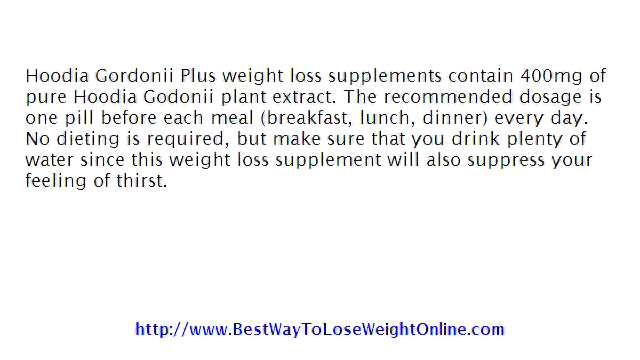 Hoodia Gordonii Plus weight loss supplements contain 400mg of
pure Hoodia Godonii plant extract. The recommended dosage is
one pill before each meal (breakfast, lunch, dinner) every day.
No dieting is required, but make sure that you drink plenty of
water since this weight loss supplement will also suppress your
feeling of thirst.
http://www.BestWayToLoseWeightOnline.com